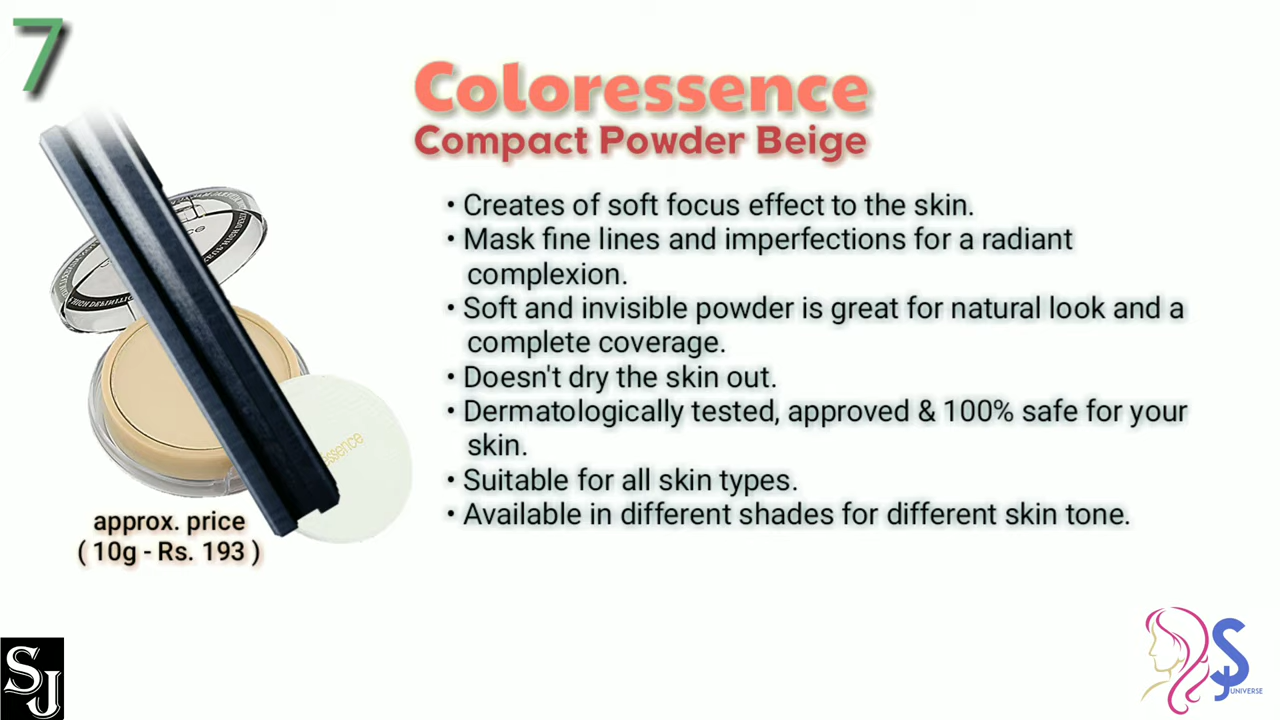 7
Coloressence
Compact Powder Beige
• Creates of soft focus effect to the skin.
• Mask fine lines and imperfections for a radiant
complexion.
• Soft and invisible powder is great for natural look and a
complete coverage.
• Doesn't dry the skin out.
• Dermatologically tested, approved & 100% safe for your
skin.
• Suitable for all skin types.
• Available in different shades for different skin tone.
approx. price
( 10g - Rs. 193 )
SJ
SJ
UNIVERSE